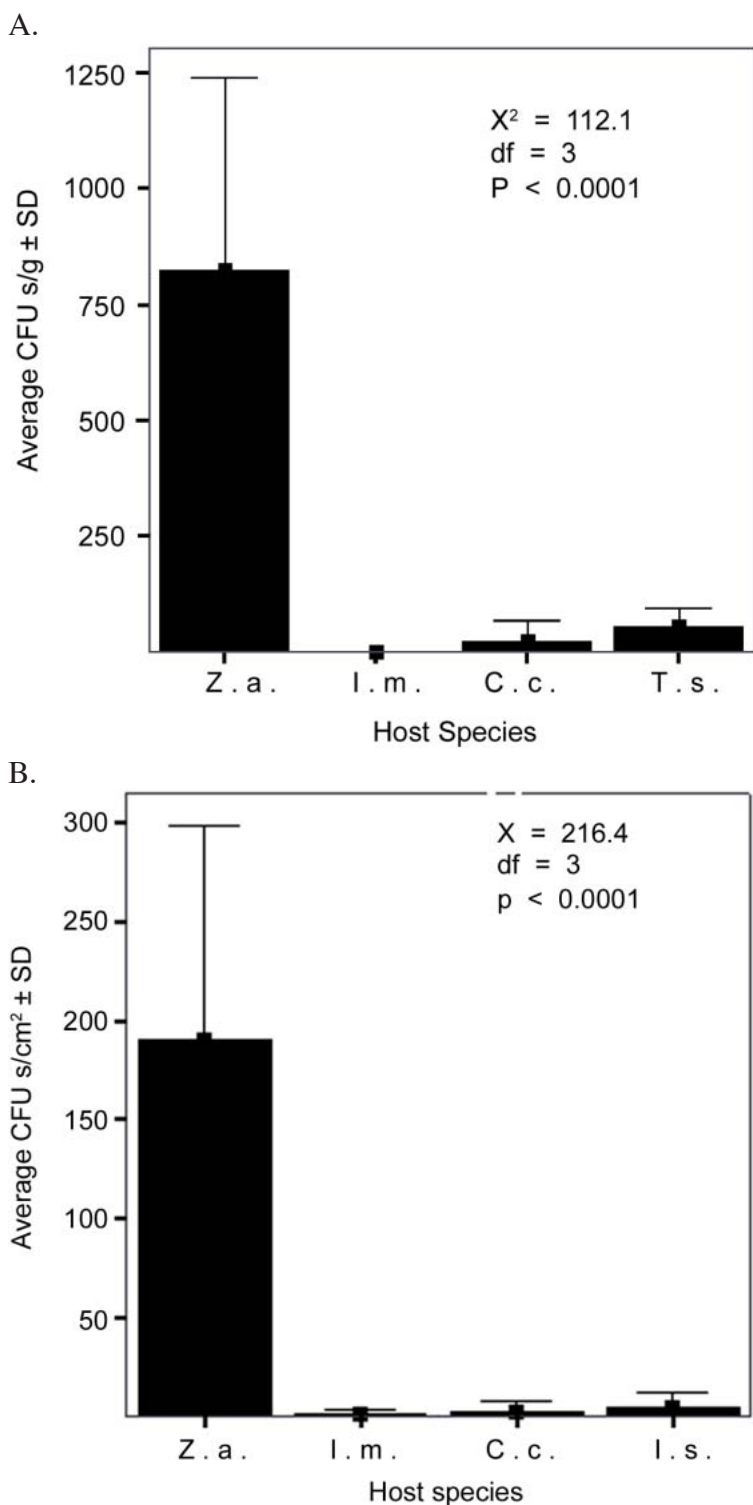 A.
1250
1000
750
500
250
Average CFU s/g ± SD
X² = 112.1
df = 3
P < 0.0001
Z.a. I.m. C.c. T.s.
Host Species
B.
300
250
200
150
100
50
Average CFU s/cm² ± SD
X = 216.4
df = 3
p < 0.0001
Z.a. I.m. C.c. I.s.
Host species